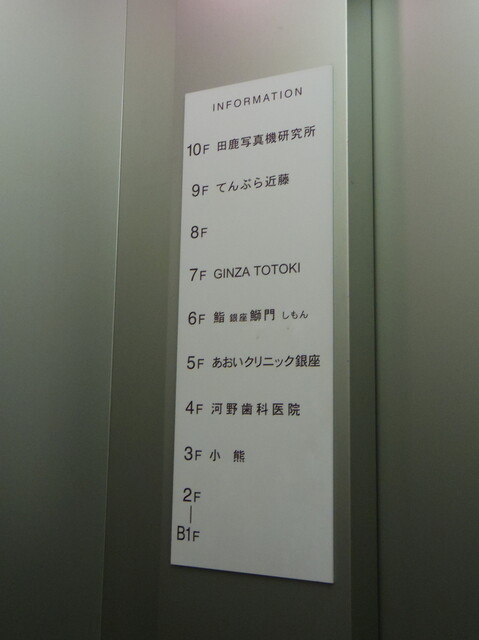 INFORMATION
10F 田鹿写真機研究所
9F てんぷら近藤
8F
7F GINZA TOTOKI
6F 鮨 銀座鰤門 しもん
5F あおいクリニック銀座
4F 河野歯科医院
3F 小熊
2F
|
B1F